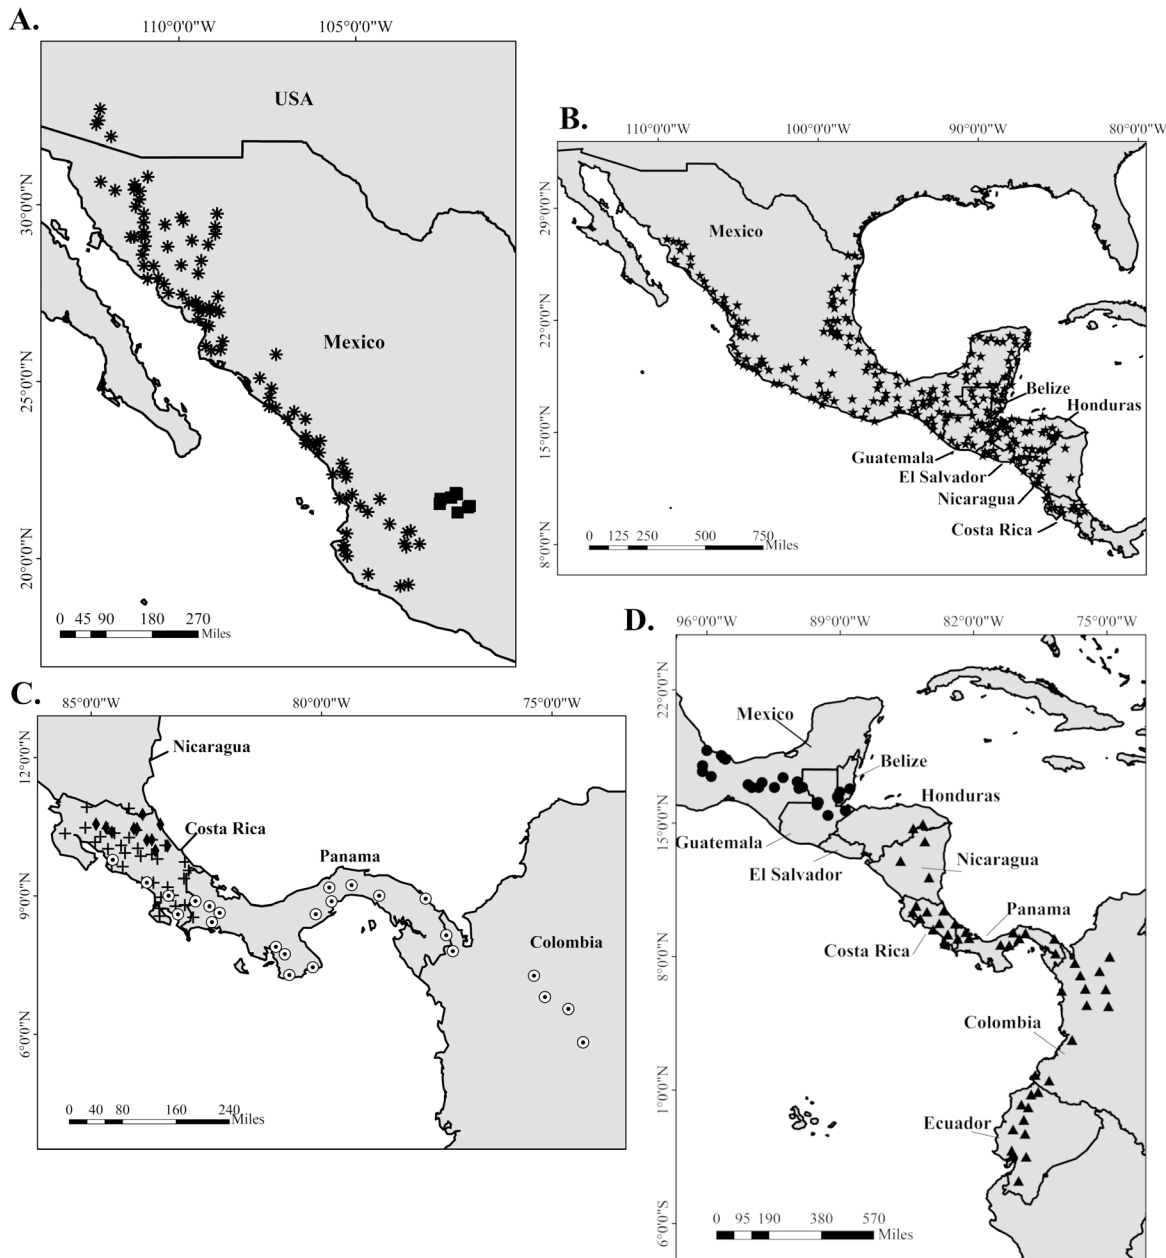 A.
110°0'0"W 105°0'0"W
USA
30°0'0"N
Mexico
25°0'0"N
20°0'0"N
0 45 90 180 270
Miles
B.
110°0'0"W 100°0'0"W 90°0'0"W 80°0'0"W
29°0'0"N
Mexico
22°0'0"N
Belize
Honduras
15°0'0"N
Guatemala
El Salvador
Nicaragua
Costa Rica
8°0'0"N
0 125 250 500 750
Miles
C.
85°0'0"W 80°0'0"W 75°0'0"W
12°0'0"N
Nicaragua
Costa Rica
Panama
9°0'0"N
Colombia
6°0'0"N
0 40 80 160 240
Miles
D.
96°0'0"W 89°0'0"W 82°0'0"W 75°0'0"W
22°0'0"N
Mexico
Belize
Honduras
15°0'0"N
Guatemala
Nicaragua
El Salvador
Panama
Costa Rica
8°0'0"N
Colombia
1°0'0"N
Ecuador
6°0'0"S
0 95 190 380 570
Miles